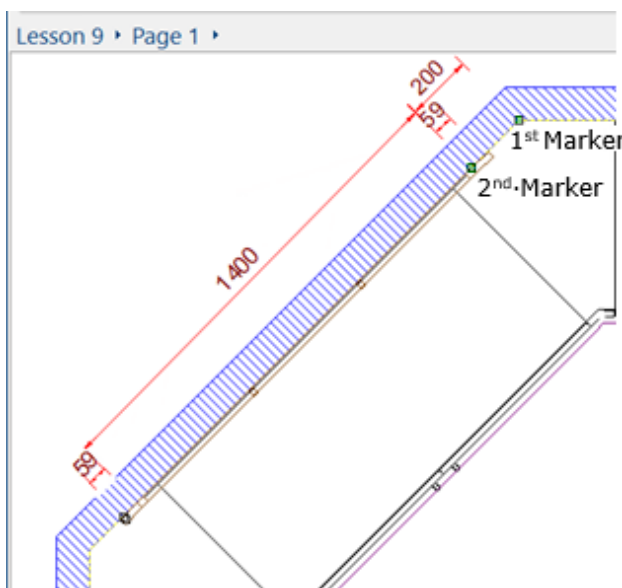 Lesson 9 ‣ Page 1 ‣
200
59
1st Marker
2nd·Marker
1400
59